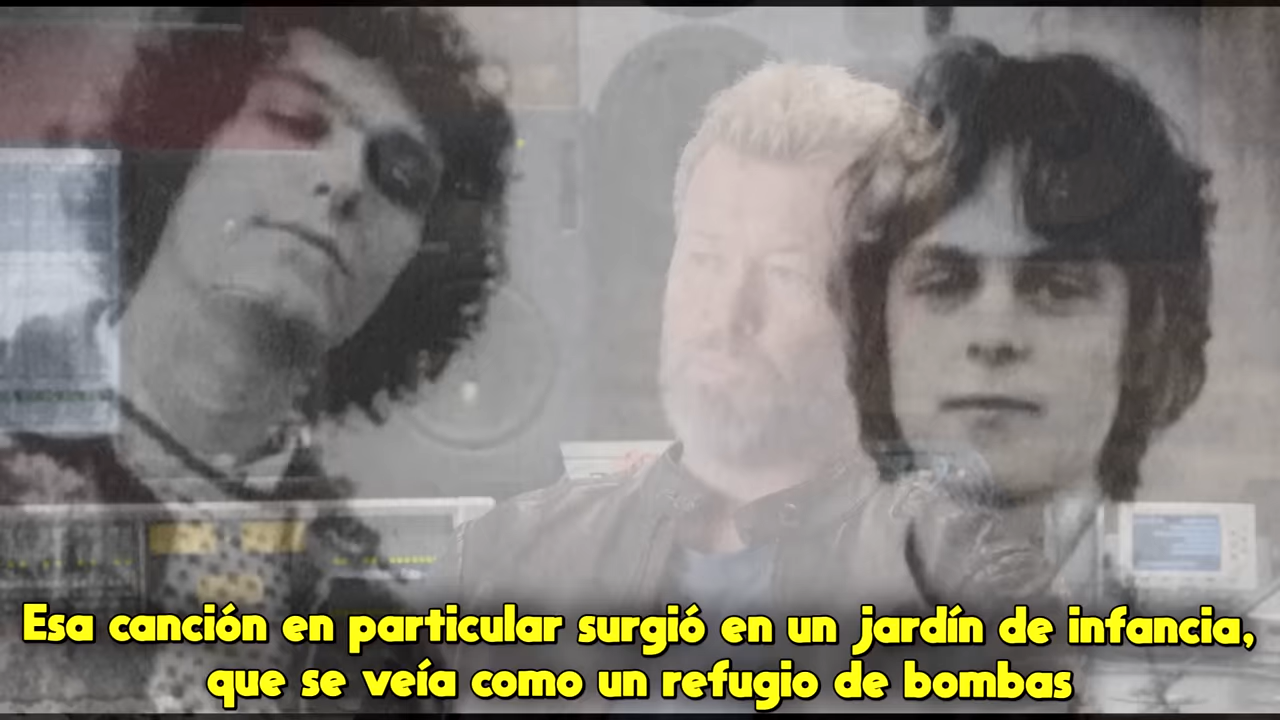 Esa canción en particular surgió en un jardín de infancia,
que se veía como un refugio de bombas